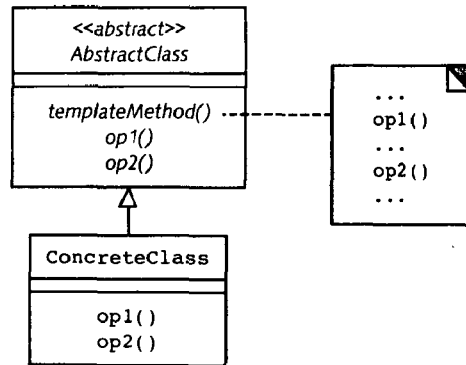 <<abstract>>
AbstractClass
templateMethod()
op1()
op2()
...
op1()
...
op2()
...
ConcreteClass
op1()
op2()